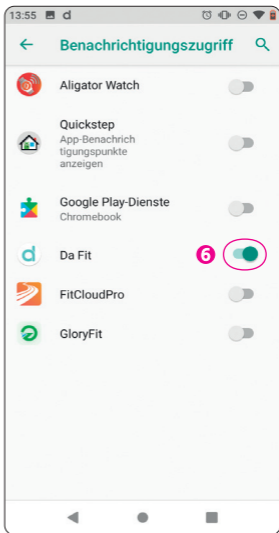 13:55 d
Benachrichtigungszugriff
Aligator Watch
Quickstep
App-Benachrich
tigungspunkte
anzeigen
Google Play-Dienste
Chromebook
d Da Fit 6
FitCloudPro
GloryFit